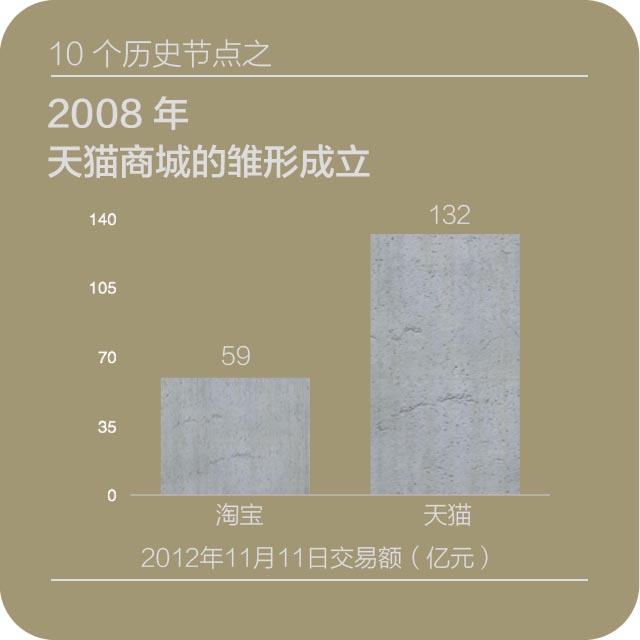 10 个历史节点之
2008 年
天猫商城的雏形成立
140
132
105
70
59
35
0
淘宝
天猫
2012年11月11日交易额（亿元）